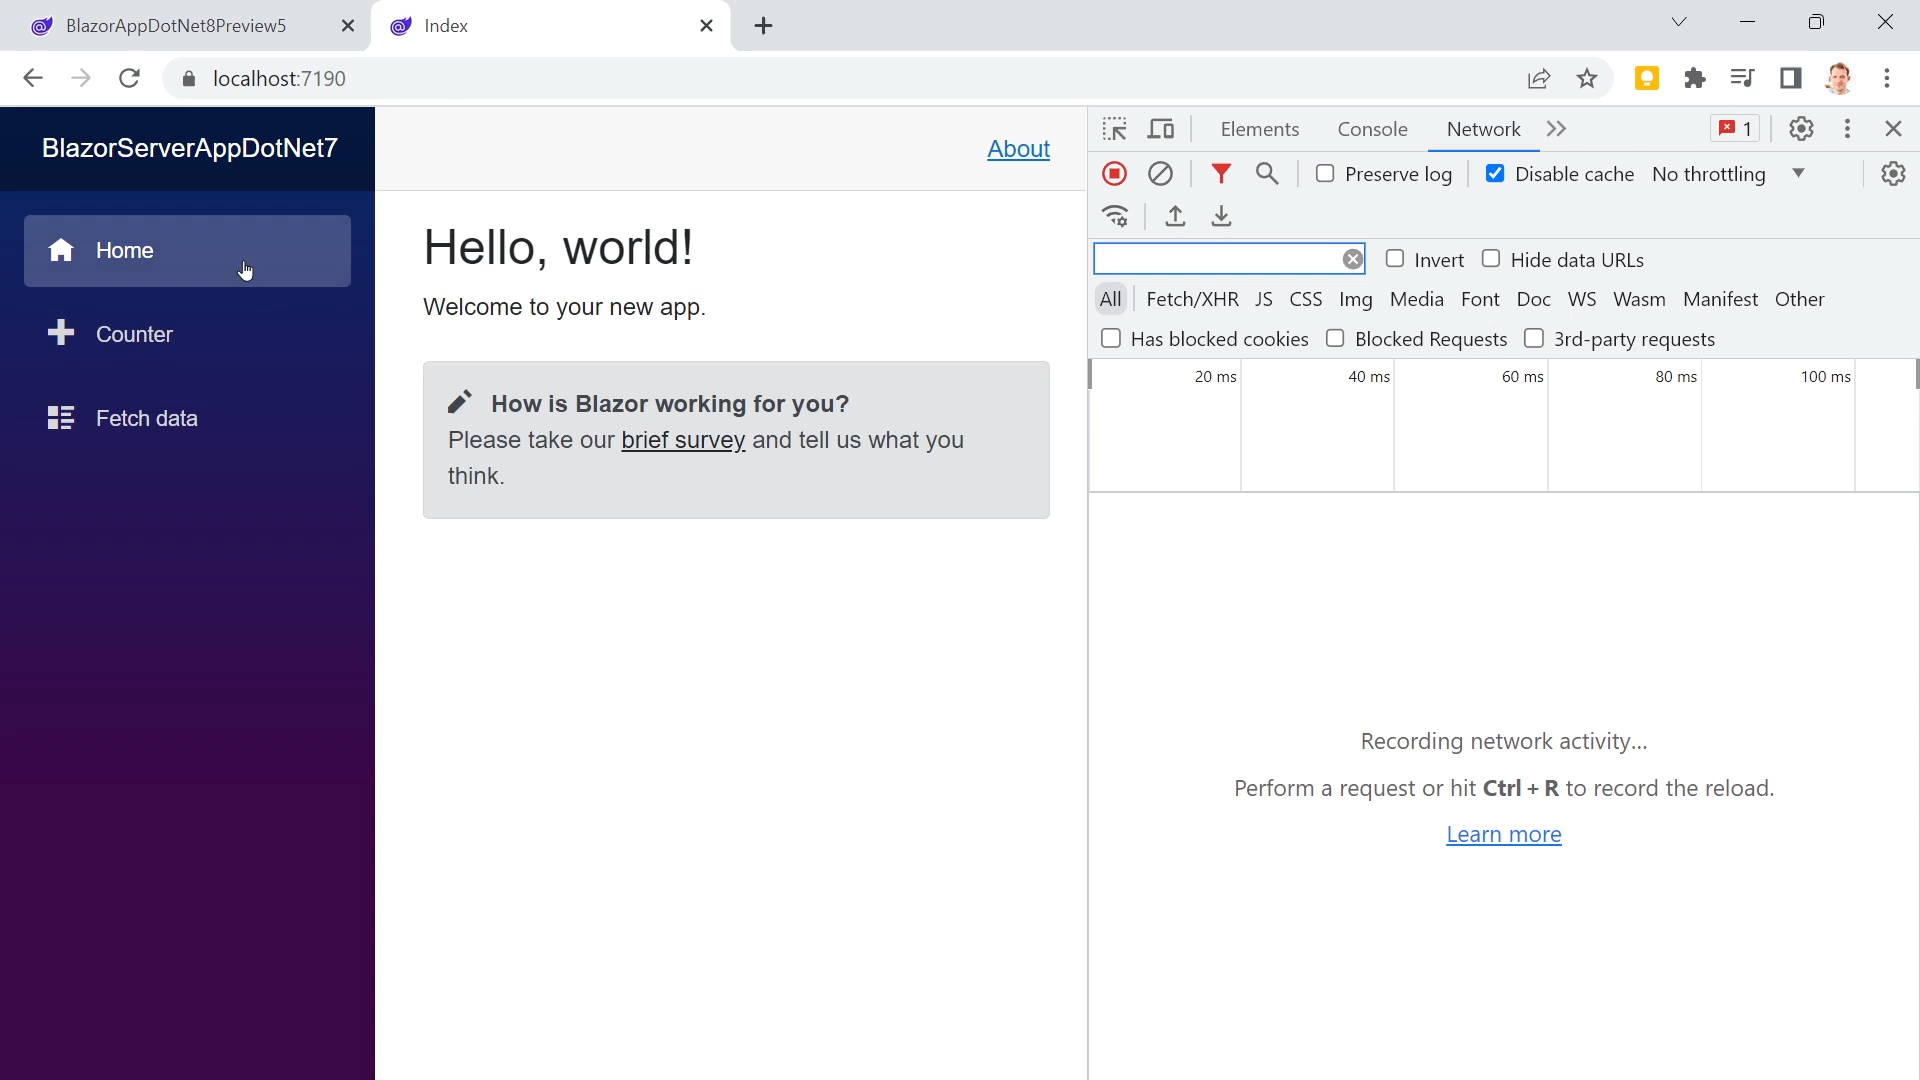 BlazorAppDotNet8Preview5
Index
localhost:7190
BlazorServerAppDotNet7
Home
Counter
Fetch data
About
Hello, world!
Welcome to your new app.
How is Blazor working for you?
Please take our brief survey and tell us what you
think.
Elements Console Network 1
Preserve log Disable cache No throttling
Invert Hide data URLs
All Fetch/XHR JS CSS Img Media Font Doc WS Wasm Manifest Other
Has blocked cookies Blocked Requests 3rd-party requests
20 ms 40 ms 60 ms 80 ms 100 ms
Recording network activity...
Perform a request or hit Ctrl + R to record the reload.
Learn more